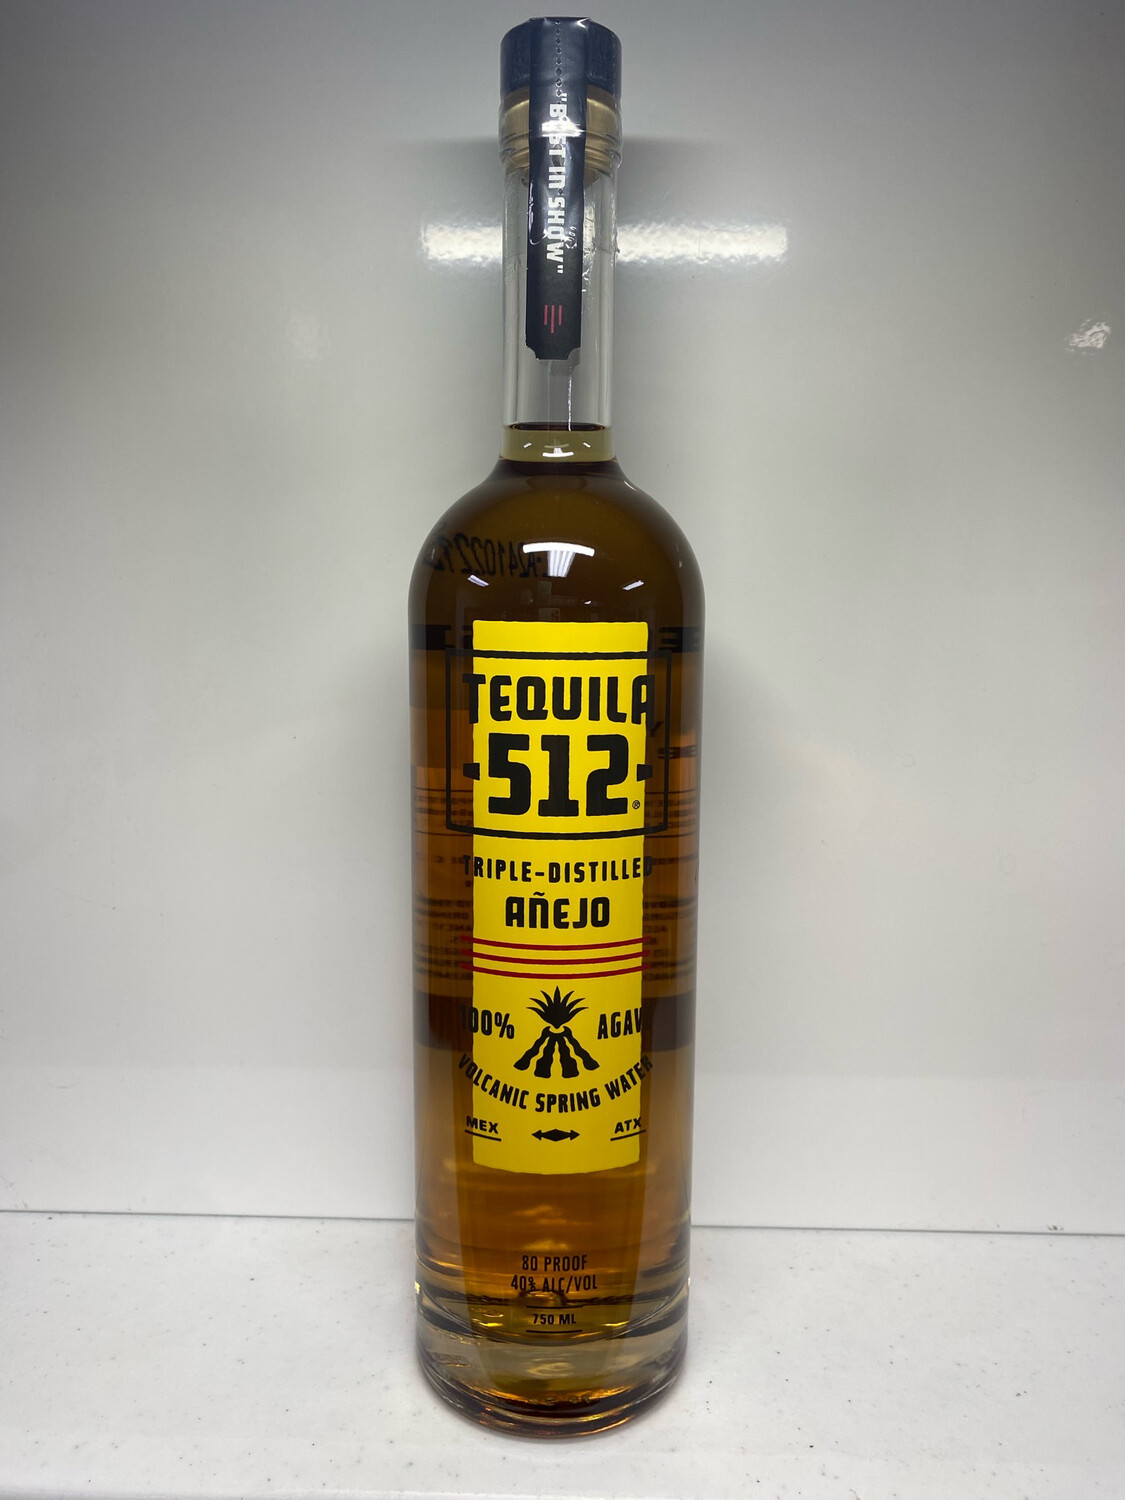 "BEST IN SHOW"
TEQUILA
-512-®
TRIPLE-DISTILLED
AÑEJO
100% AGAVE
VOLCANIC SPRING WATER
MEX ATX
80 PROOF
40% ALC/VOL
750 ML